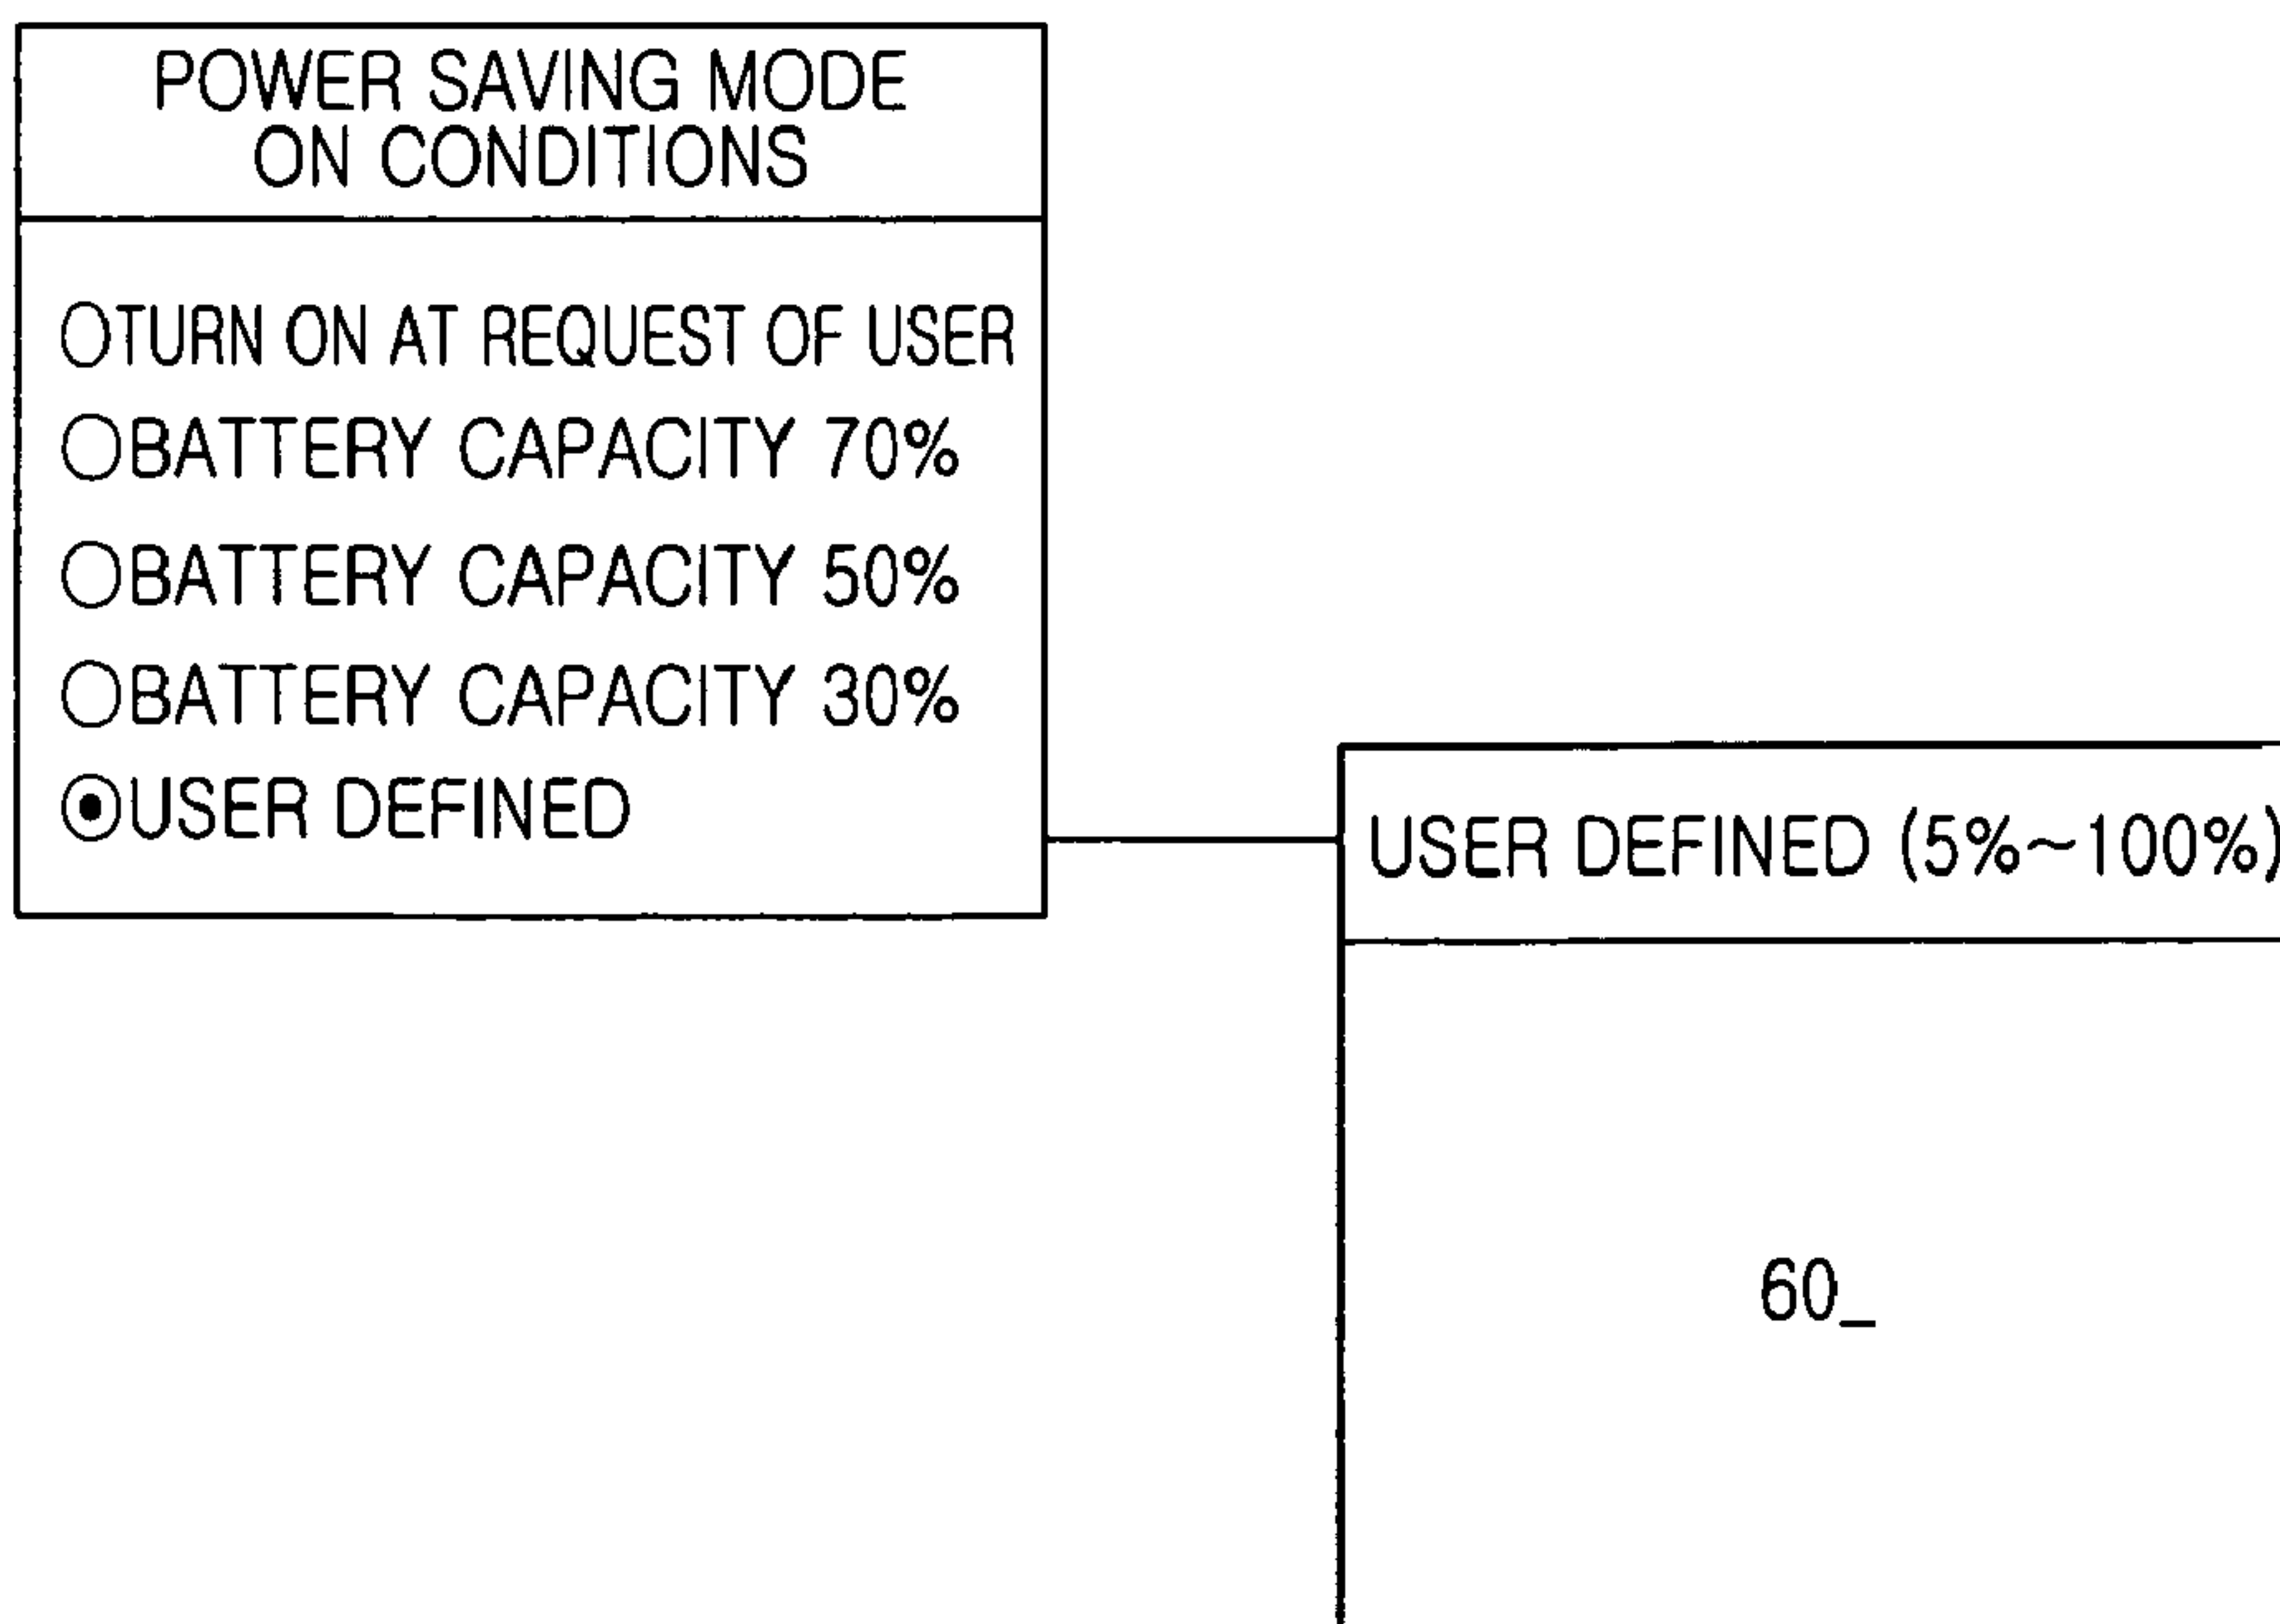 POWER SAVING MODE
ON CONDITIONS
○TURN ON AT REQUEST OF USER
○BATTERY CAPACITY 70%
○BATTERY CAPACITY 50%
○BATTERY CAPACITY 30%
◉USER DEFINED
USER DEFINED (5%~100%)
60_